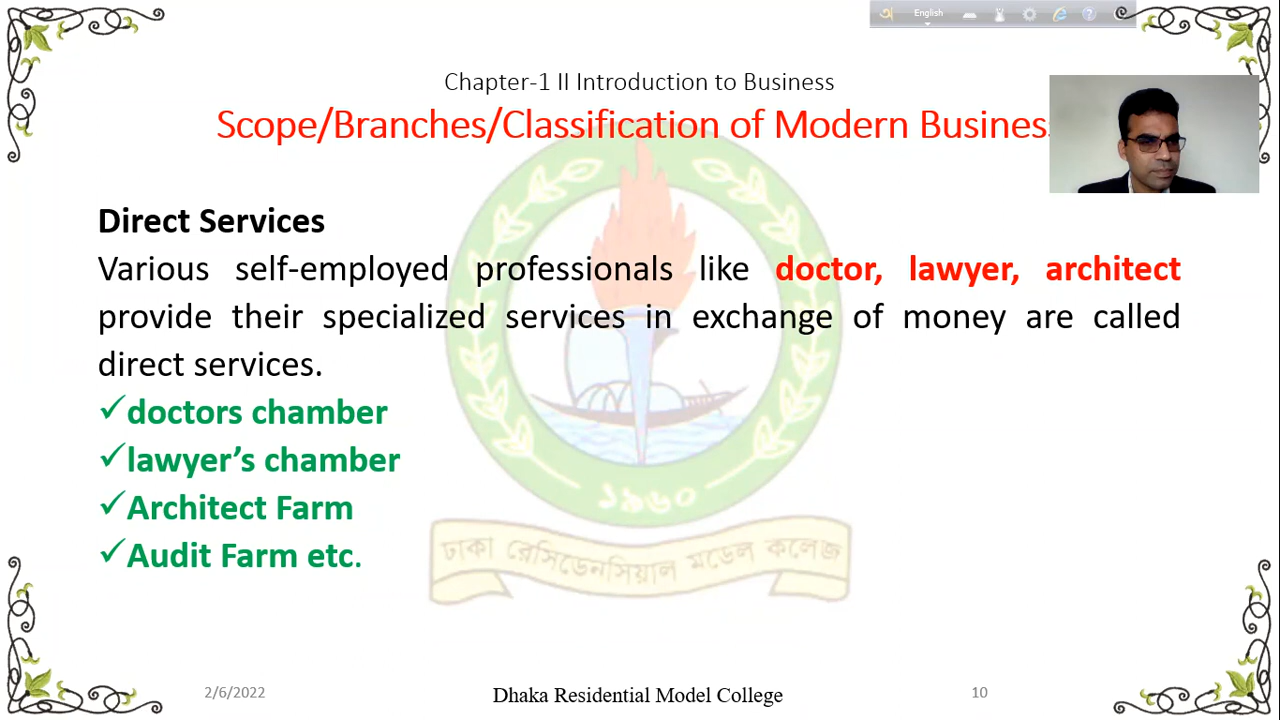 English
Chapter-1 II Introduction to Business
Scope/Branches/Classification of Modern Busines
Direct Services
Various self-employed professionals like doctor, lawyer, architect
provide their specialized services in exchange of money are called
direct services.
✓doctors chamber
✓lawyer’s chamber
✓Architect Farm
✓Audit Farm etc.
১৯৬০
ঢাকা রেসিডেনসিয়াল মডেল কলেজ
2/6/2022
Dhaka Residential Model College
10